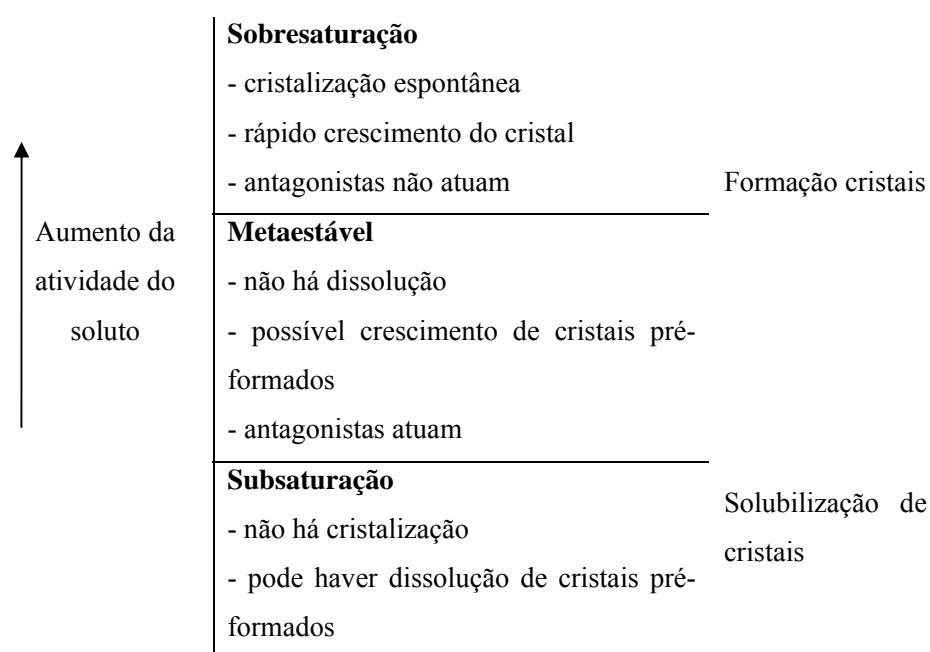 Sobresaturação
- cristalização espontânea
- rápido crescimento do cristal
- antagonistas não atuam
Formação cristais
Aumento da
atividade do
soluto
Metaestável
- não há dissolução
- possível crescimento de cristais pré-
formados
- antagonistas atuam
Subsaturação
- não há cristalização
- pode haver dissolução de cristais pré-
formados
Solubilização de
cristais